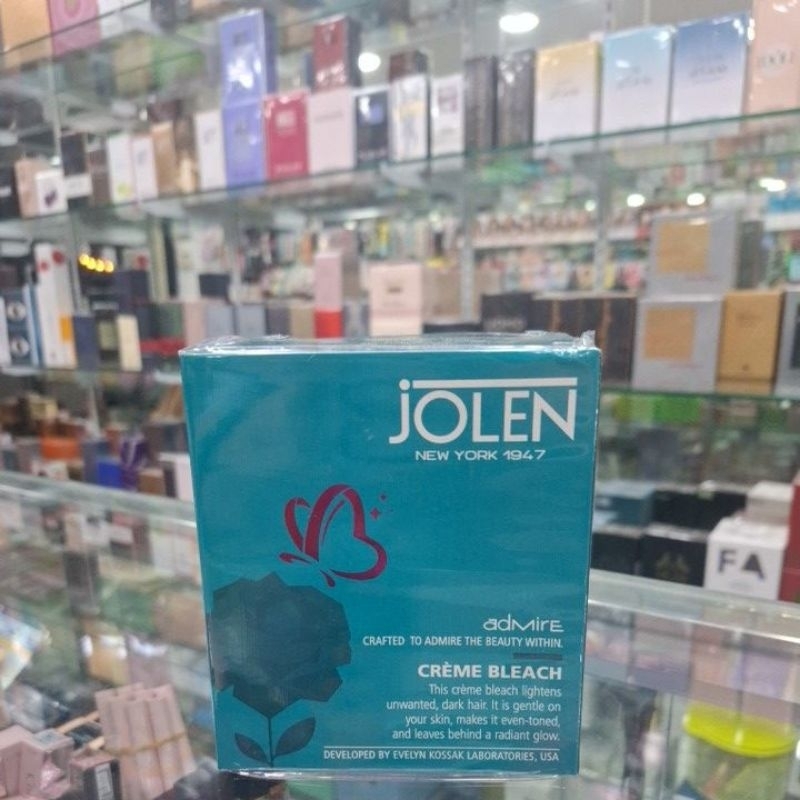 JOLEN
NEW YORK 1947
admire
CRAFTED TO ADMIRE THE BEAUTY WITHIN.
CRÈME BLEACH
This crème bleach lightens
unwanted, dark hair. It is gentle on
your skin, makes it even-toned,
and leaves behind a radiant glow.
DEVELOPED BY EVELYN KOSSAK LABORATORIES, USA
FA